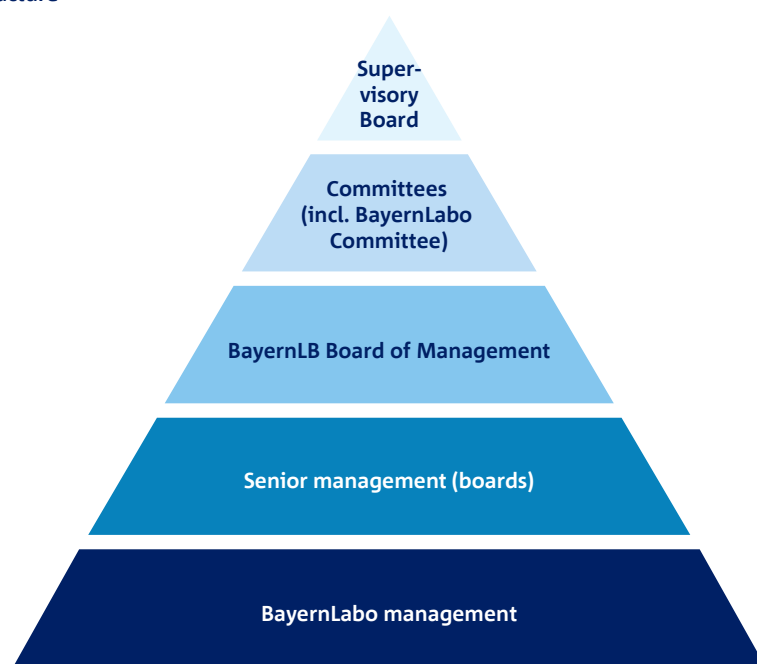 Super-
visory
Board
Committees
(incl. BayernLabo
Committee)
BayernLB Board of Management
Senior management (boards)
BayernLabo management